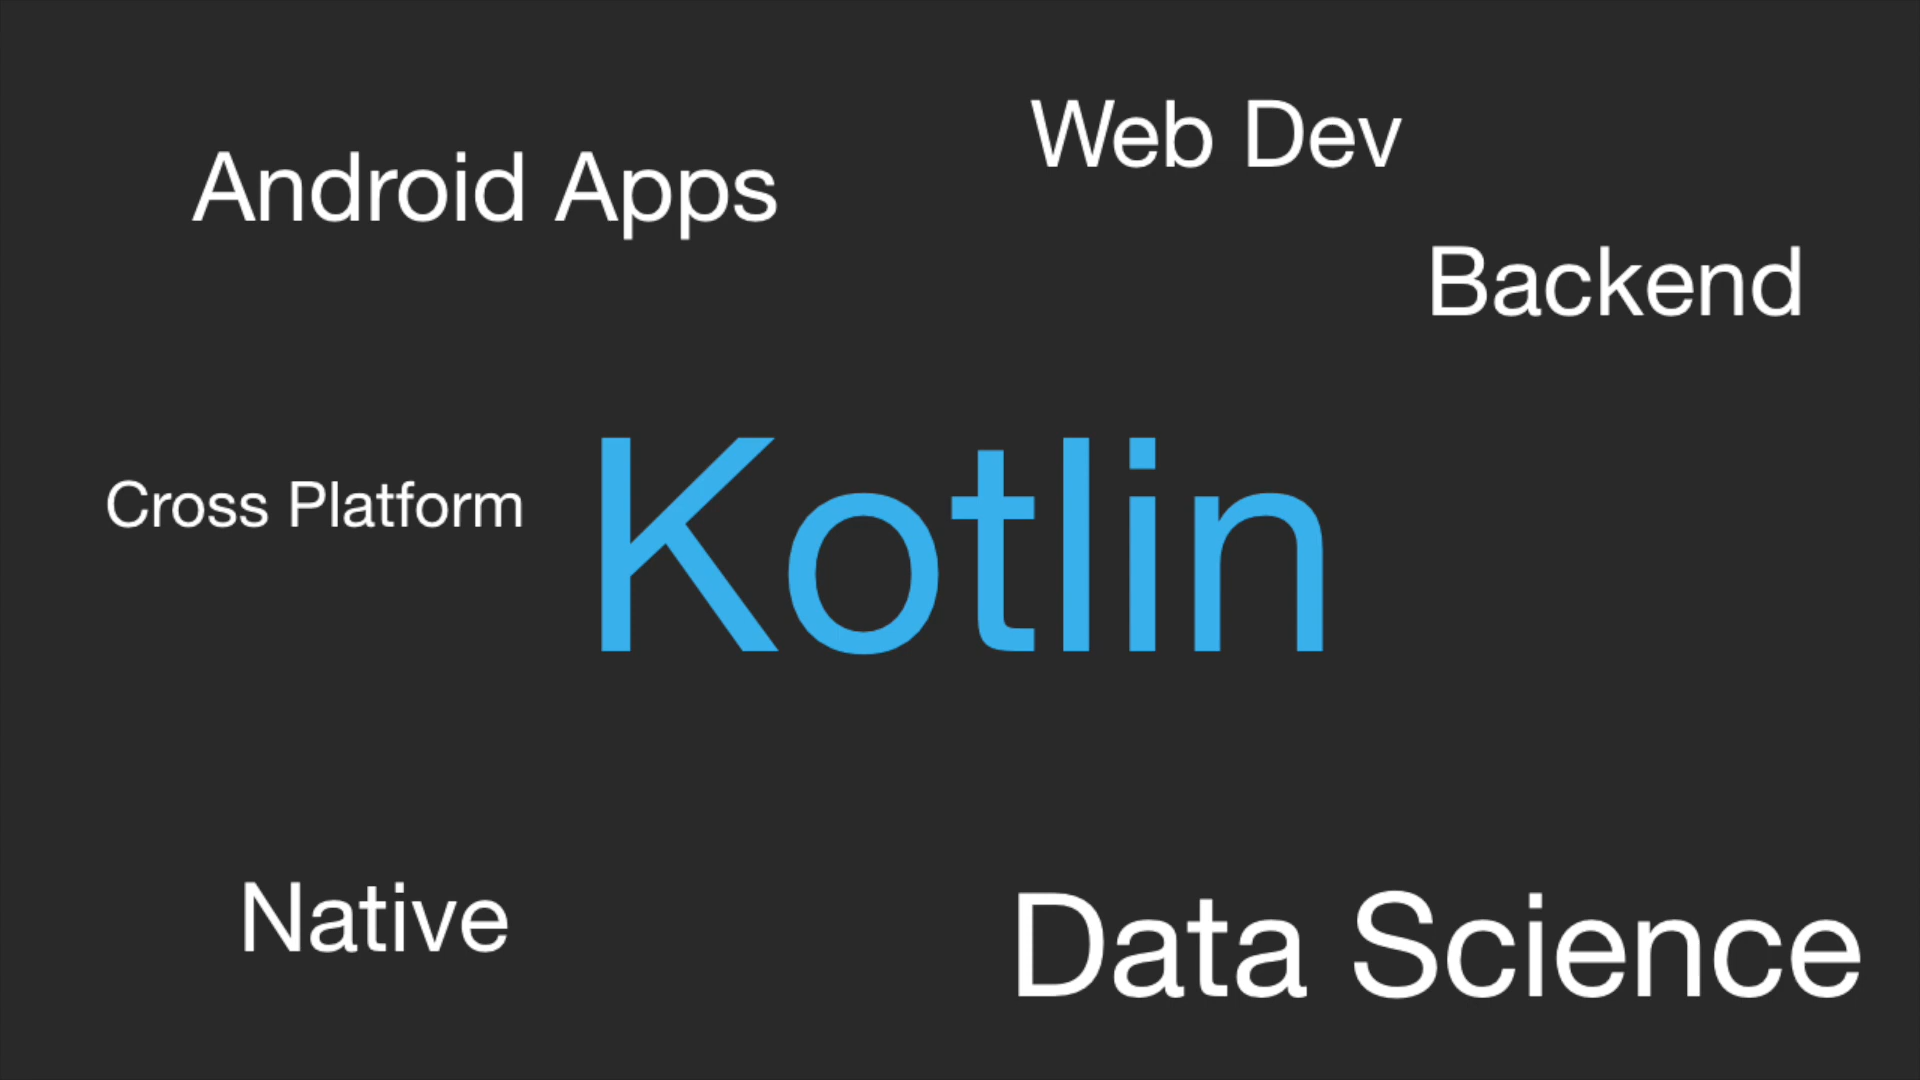 Web Dev
Android Apps
Backend
Cross Platform
Kotlin
Native
Data Science